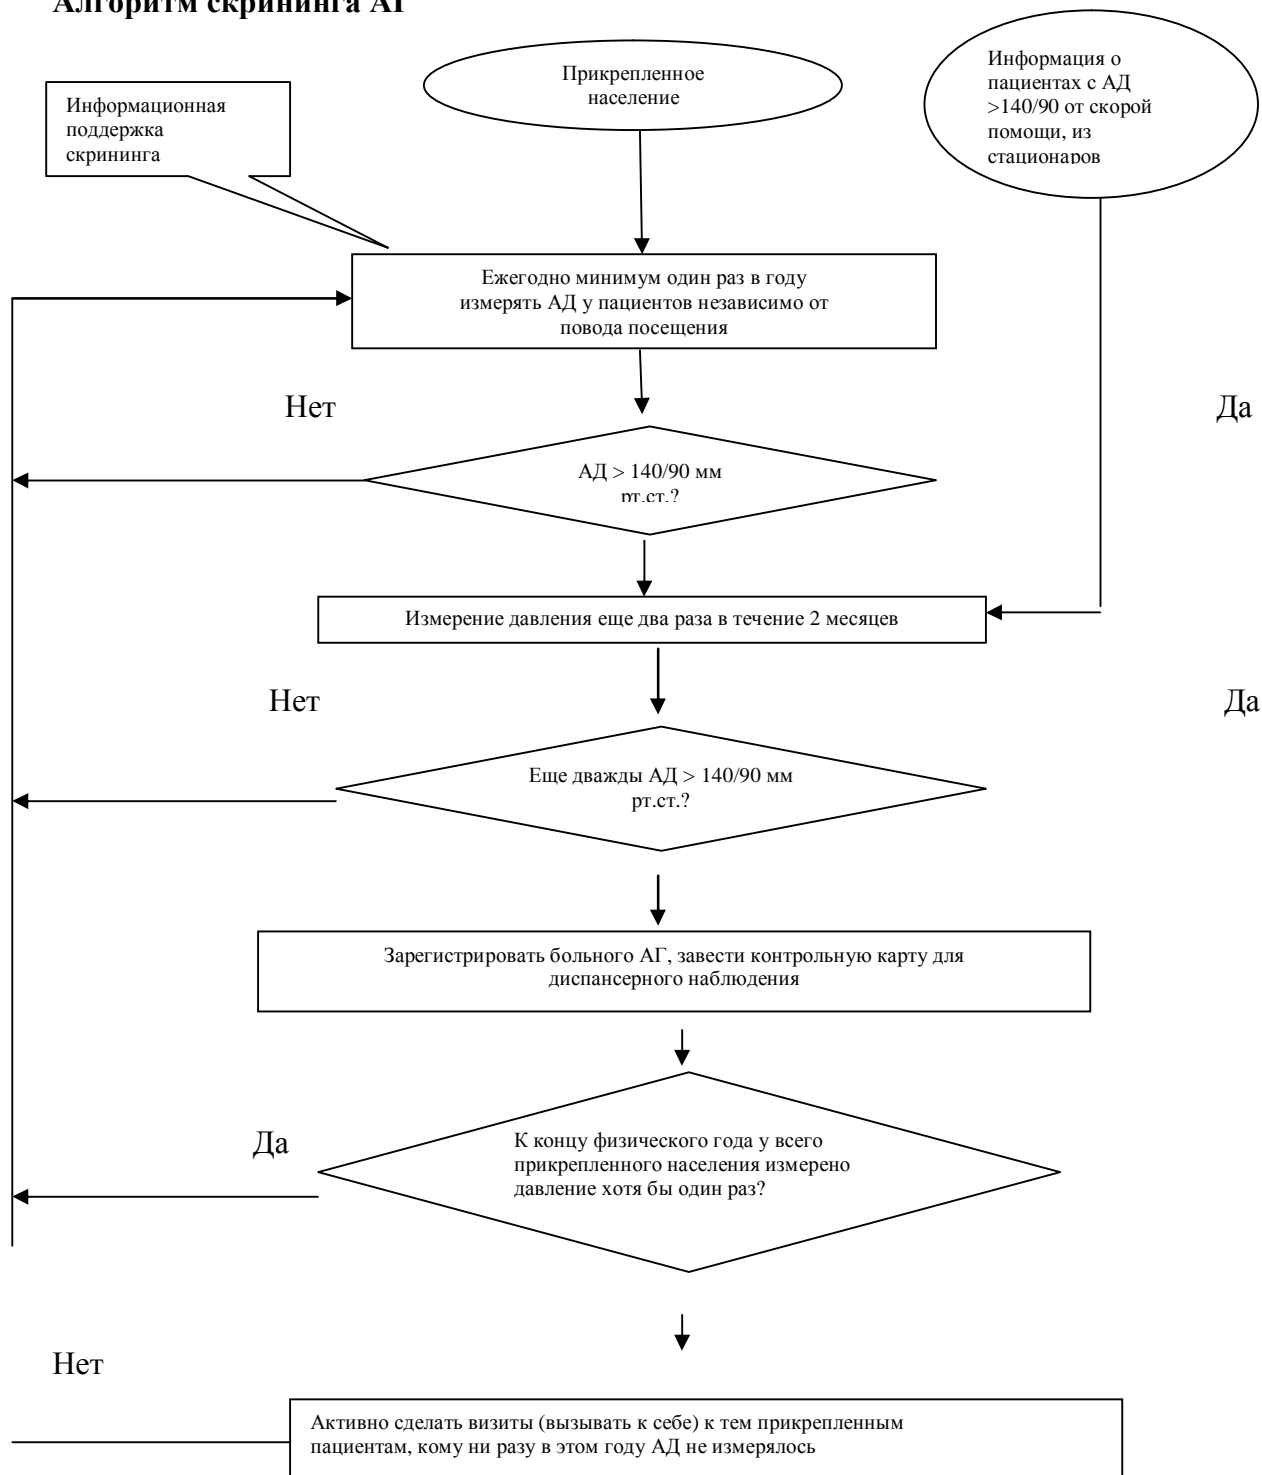 Алгоритм скрининга АГ
Прикрепленное
население
Информация о
пациентах с АД
>140/90 от скорой
помощи, из
стационаров
Информационная
поддержка
скрининга
Ежегодно минимум один раз в году
измерять АД у пациентов независимо от
повода посещения
Нет
Да
АД > 140/90 мм
рт.ст.?
Измерение давления еще два раза в течение 2 месяцев
Нет
Да
Еще дважды АД > 140/90 мм
рт.ст.?
Зарегистрировать больного АГ, завести контрольную карту для
диспансерного наблюдения
Да
К концу физического года у всего
прикрепленного населения измерено
давление хотя бы один раз?
Нет
Активно сделать визиты (вызывать к себе) к тем прикрепленным
пациентам, кому ни разу в этом году АД не измерялось